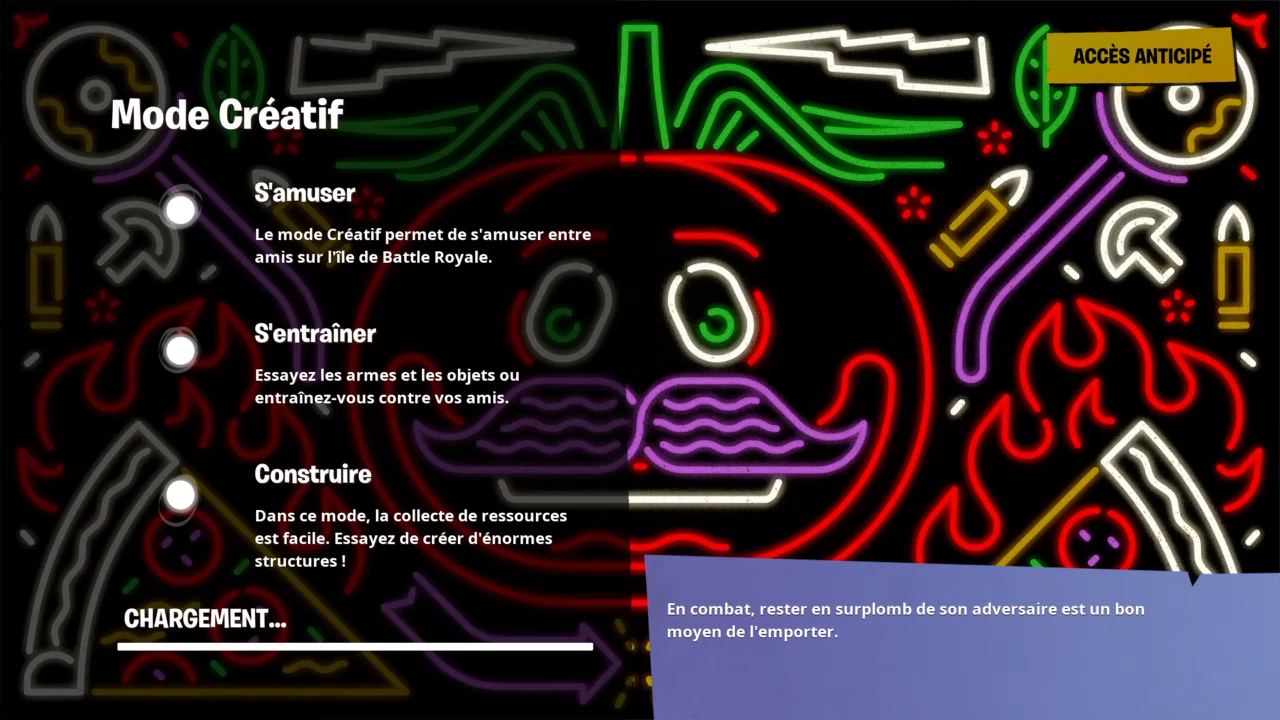 ACCÈS ANTICIPÉ
Mode Créatif
S'amuser
Le mode Créatif permet de s'amuser entre
amis sur l'île de Battle Royale.
S'entraîner
Essayez les armes et les objets ou
entraînez-vous contre vos amis.
Construire
Dans ce mode, la collecte de ressources
est facile. Essayez de créer d'énormes
structures !
CHARGEMENT...
En combat, rester en surplomb de son adversaire est un bon
moyen de l'emporter.